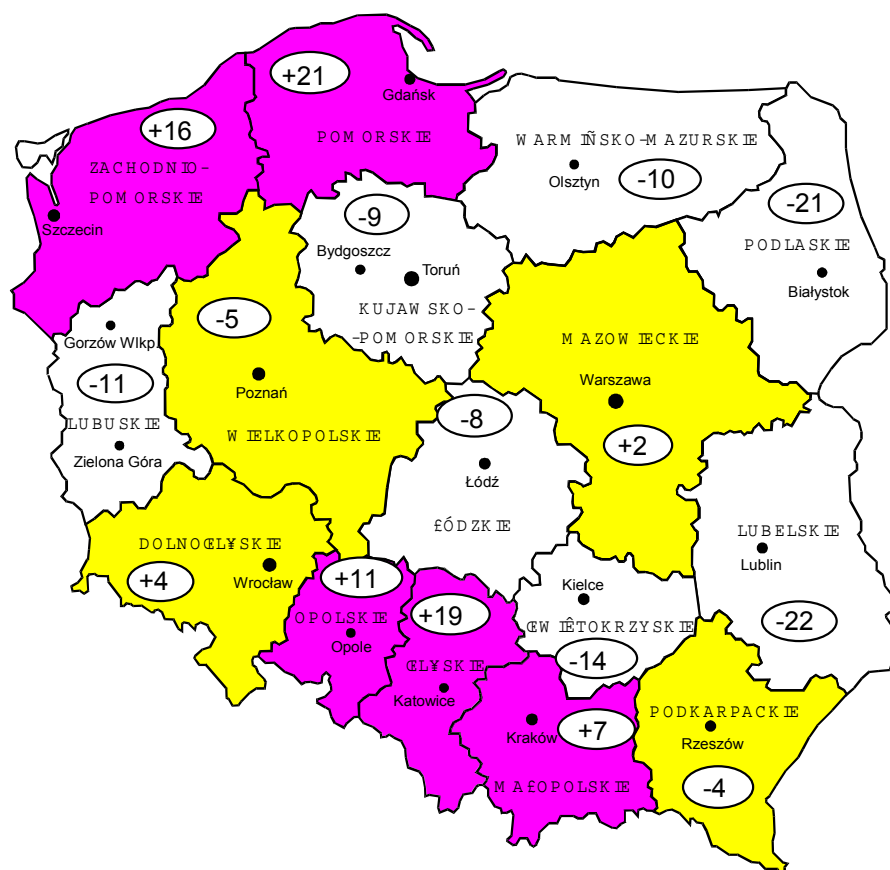 +21
Gdańsk
POMORSKIE
+16
ZACHODNIO-
POMORSKIE
Szczecin
WARMIÑSKO-MAZURSKIE
Olsztyn
-10
-21
PODLASKIE
Białystok
-9
Bydgoszcz
Toruń
KUJAWSKO-
-POMORSKIE
-5
Poznań
WIELKOPOLSKIE
Gorzów Wlkp.
-11
LUBUSKIE
Zielona Góra
MAZOWIECKIE
Warszawa
+2
-8
Łódź
£ÓDZKIE
DOLNOŒL¥SKIE
+4
Wrocław
+11
OPOLSKIE
Opole
+19
ŒL¥SKIE
Katowice
Kielce
ŒWIÊTOKRZYSKIE
-14
LUBELSKIE
Lublin
-22
Kraków
+7
MA£OPOLSKIE
PODKARPACKIE
Rzeszów
-4